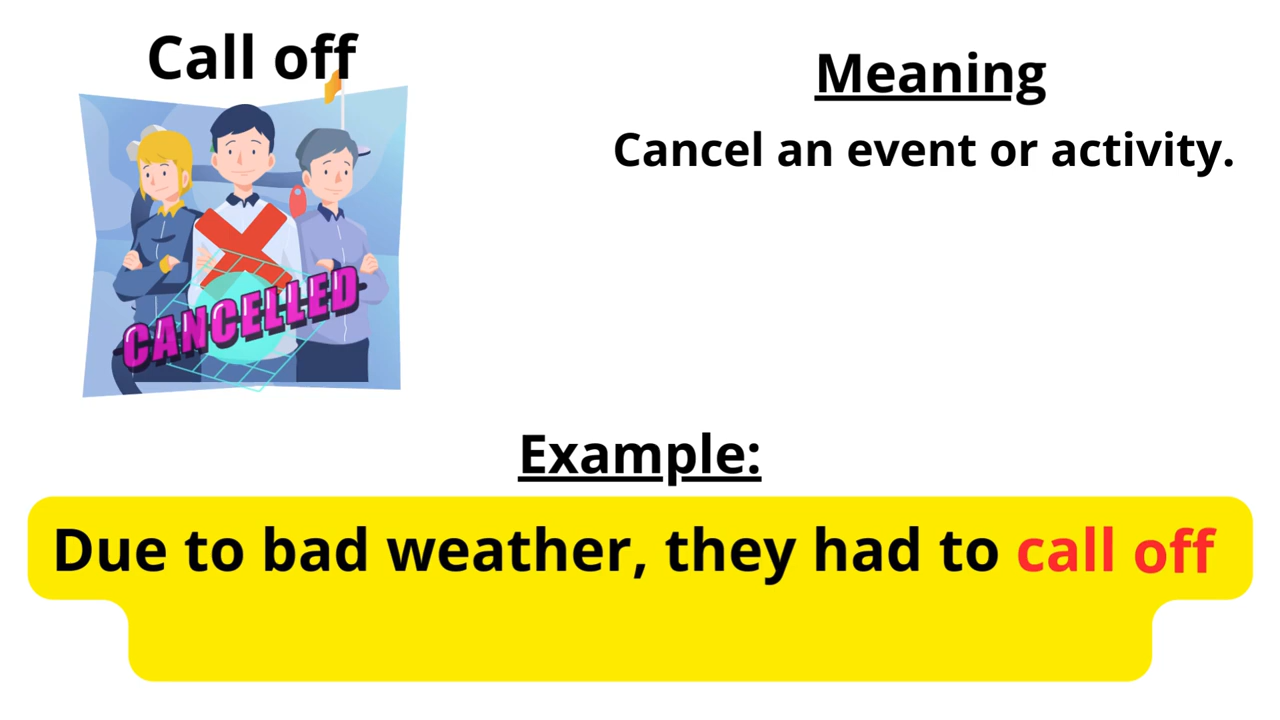 Call off
Meaning
Cancel an event or activity.
CANCELLED
Example:
Due to bad weather, they had to call off